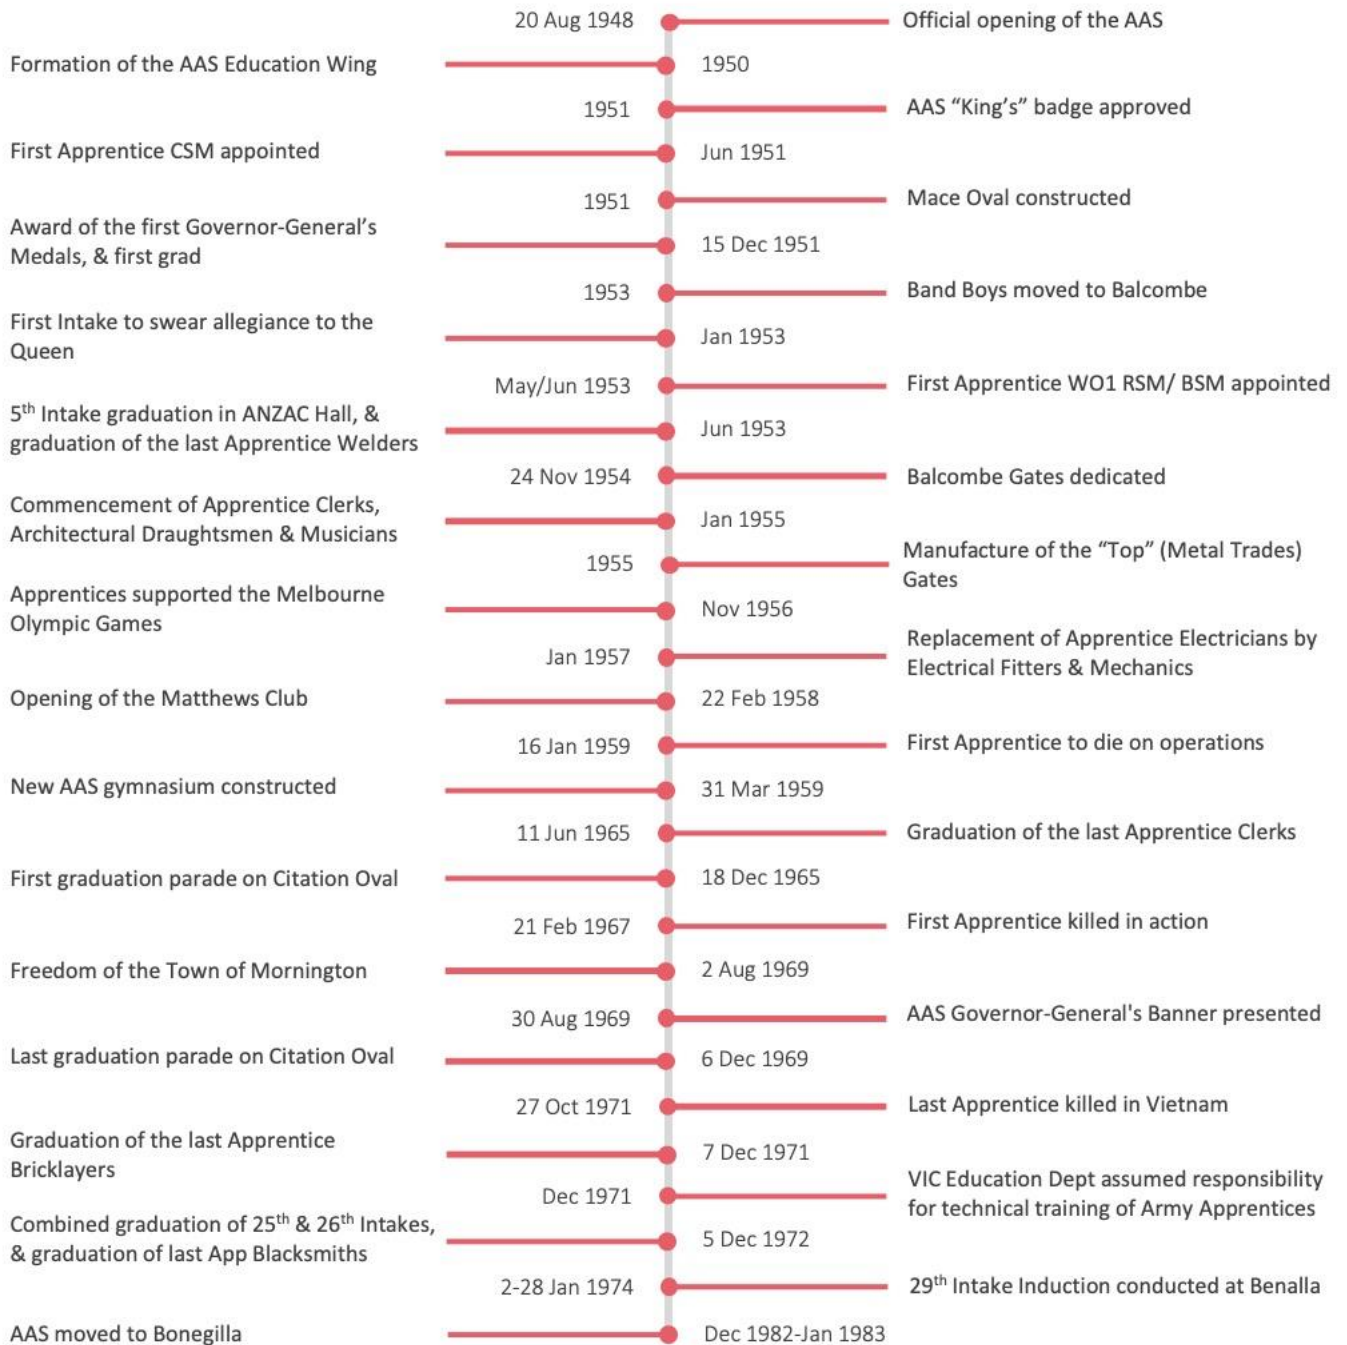 20 Aug 1948
Official opening of the AAS
Formation of the AAS Education Wing
1950
1951
AAS “King’s” badge approved
First Apprentice CSM appointed
Jun 1951
1951
Mace Oval constructed
Award of the first Governor-General’s
Medals, & first grad
15 Dec 1951
1953
Band Boys moved to Balcombe
First Intake to swear allegiance to the
Queen
Jan 1953
May/Jun 1953
First Apprentice WO1 RSM/ BSM appointed
5th Intake graduation in ANZAC Hall, &
graduation of the last Apprentice Welders
Jun 1953
24 Nov 1954
Balcombe Gates dedicated
Commencement of Apprentice Clerks,
Architectural Draughtsmen & Musicians
Jan 1955
1955
Manufacture of the “Top” (Metal Trades)
Gates
Apprentices supported the Melbourne
Olympic Games
Nov 1956
Jan 1957
Replacement of Apprentice Electricians by
Electrical Fitters & Mechanics
Opening of the Matthews Club
22 Feb 1958
16 Jan 1959
First Apprentice to die on operations
New AAS gymnasium constructed
31 Mar 1959
11 Jun 1965
Graduation of the last Apprentice Clerks
First graduation parade on Citation Oval
18 Dec 1965
21 Feb 1967
First Apprentice killed in action
Freedom of the Town of Mornington
2 Aug 1969
30 Aug 1969
AAS Governor-General's Banner presented
Last graduation parade on Citation Oval
6 Dec 1969
27 Oct 1971
Last Apprentice killed in Vietnam
Graduation of the last Apprentice
Bricklayers
7 Dec 1971
Dec 1971
VIC Education Dept assumed responsibility
for technical training of Army Apprentices
Combined graduation of 25th & 26th Intakes,
& graduation of last App Blacksmiths
5 Dec 1972
2-28 Jan 1974
29th Intake Induction conducted at Benalla
AAS moved to Bonegilla
Dec 1982-Jan 1983